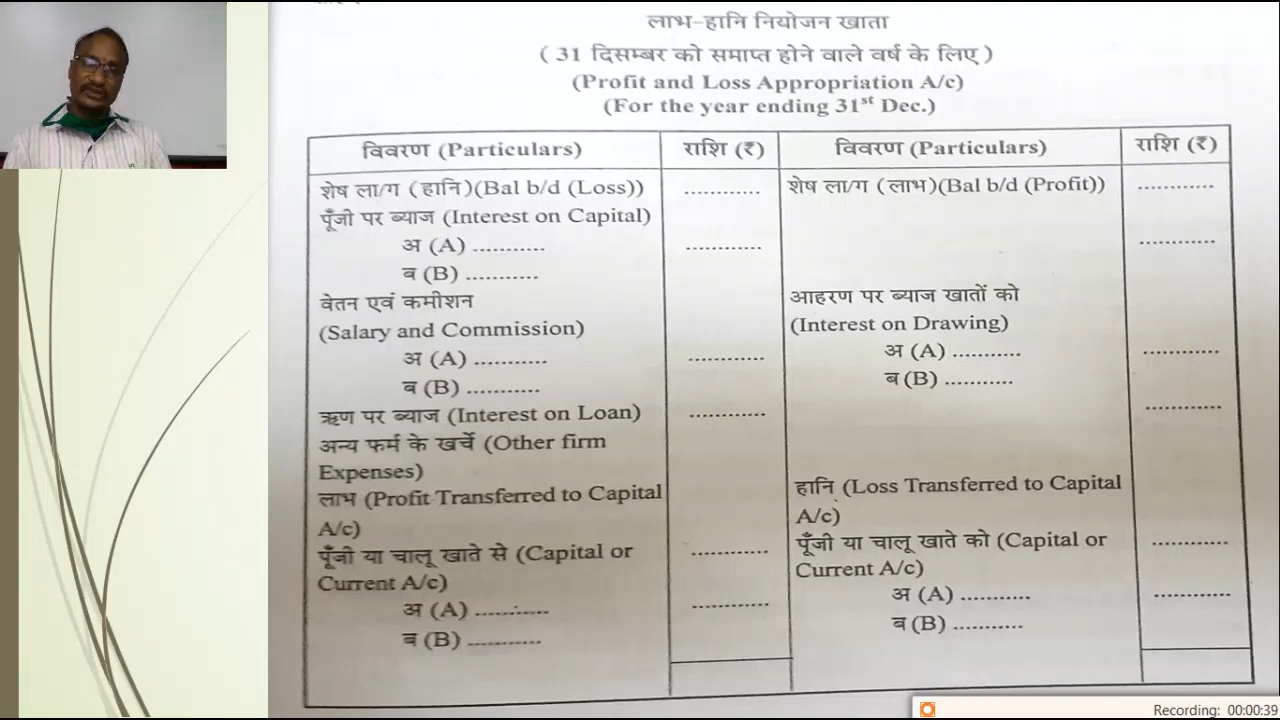 लाभ-हानि नियोजन खाता
( 31 दिसम्बर को समाप्त होने वाले वर्ष के लिए )
(Profit and Loss Appropriation A/c)
(For the year ending 31st Dec.)
विवरण (Particulars) राशि (₹) विवरण (Particulars) राशि (₹)
शेष ला/ग (हानि)(Bal b/d (Loss)) ............ शेष ला/ग (लाभ)(Bal b/d (Profit)) ............
पूँजी पर ब्याज (Interest on Capital)
अ (A) ........... ............ ............
ब (B) ...........
वेतन एवं कमीशन आहरण पर ब्याज खातों को
(Salary and Commission) (Interest on Drawing)
अ (A) ........... ............ अ (A) ........... ............
ब (B) ........... ब (B) ...........
ऋण पर ब्याज (Interest on Loan) ............ ............
अन्य फर्म के खर्चे (Other firm
Expenses)
लाभ (Profit Transferred to Capital हानि (Loss Transferred to Capital
A/c) A/c)
पूँजी या चालू खाते से (Capital or ............ पूँजी या चालू खाते को (Capital or ............
Current A/c) Current A/c)
अ (A) ........... ............ अ (A) ........... ............
ब (B) ........... ब (B) ...........
Recording: 00:00:39